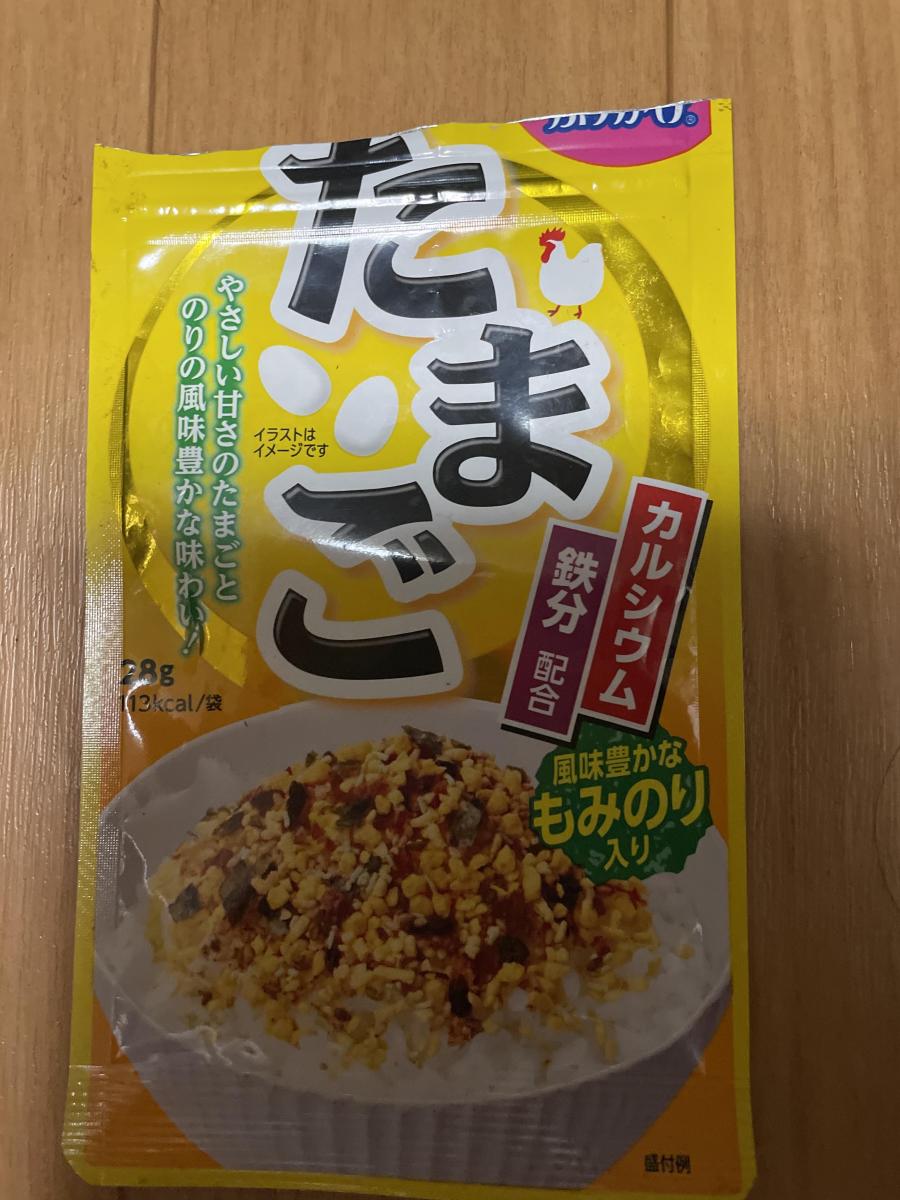 たまご
やさしい甘さのたまごと
のりの風味豊かな味わい!
イラストは
イメージです
カルシウム
鉄分 配合
風味豊かな
もみのり
入り
28g
113kcal/袋
盛付例